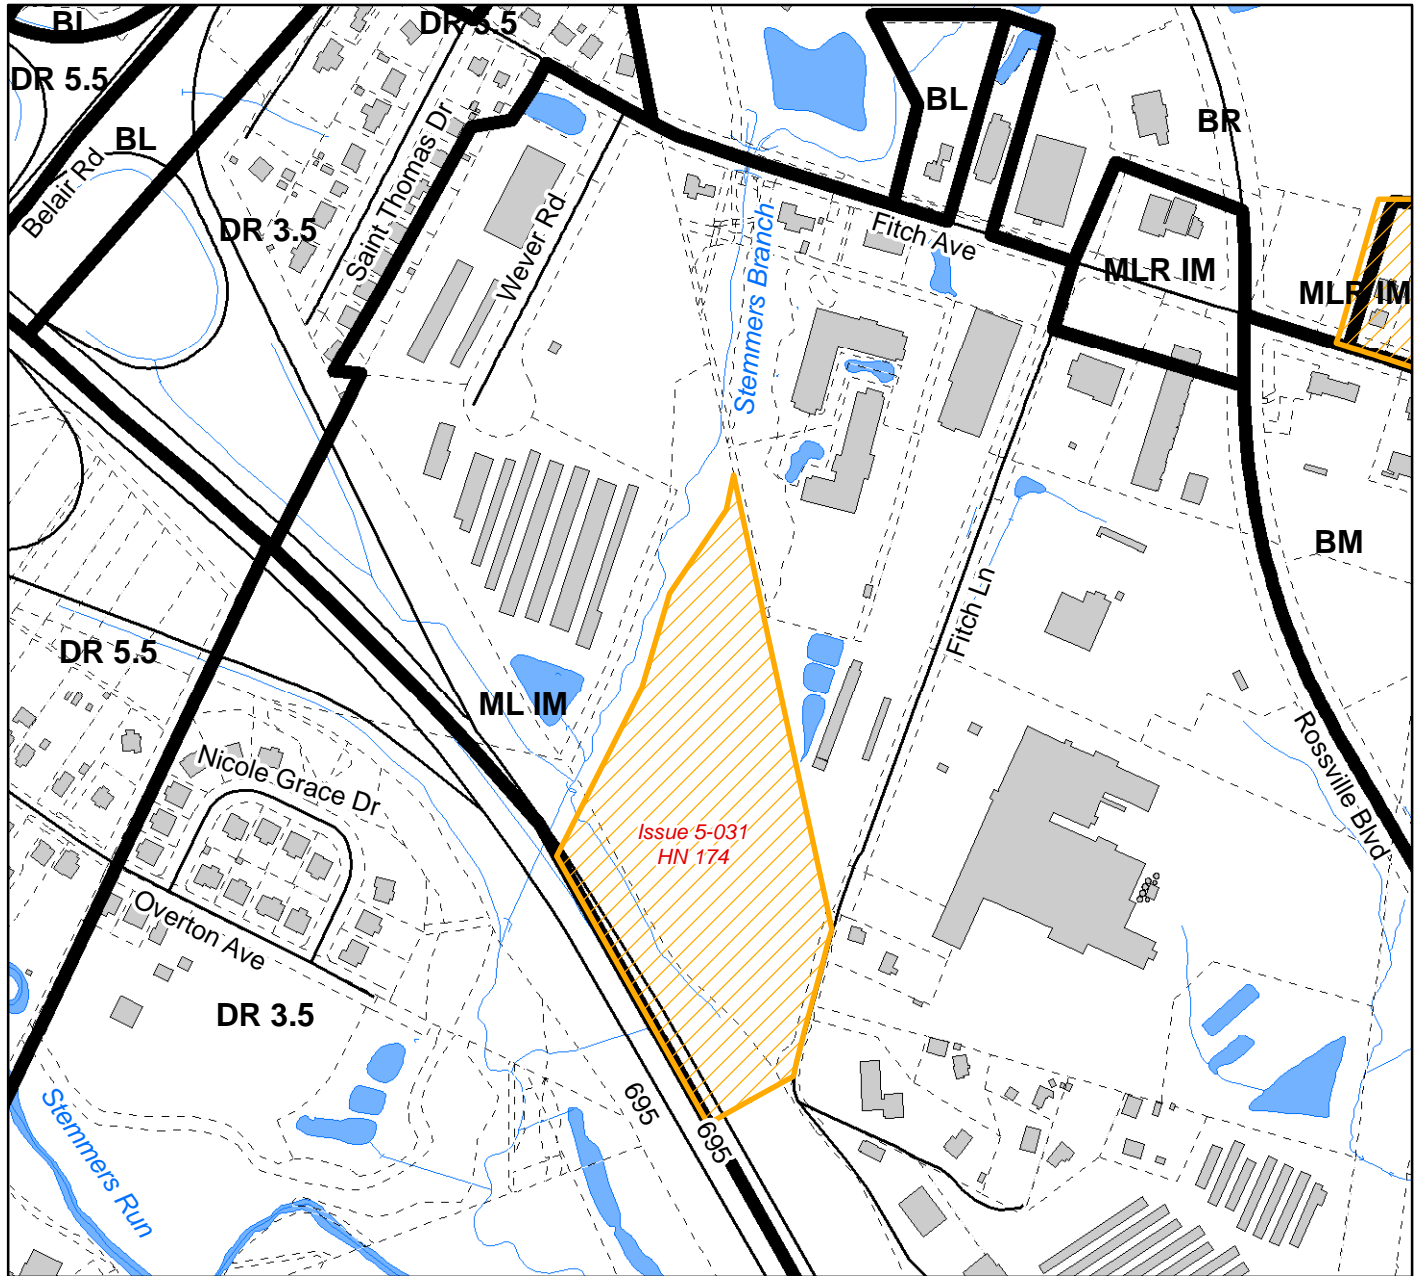 BL
DR 3.5
DR 5.5
BL
BL
BR
Belair Rd
Saint Thomas Dr
DR 3.5
Wever Rd
Stemmers Branch
Fitch Ave
MLR IM
MLR IM
BM
Fitch Ln
DR 5.5
ML IM
Nicole Grace Dr
Rossville Blvd
Issue 5-031
HN 174
Overton Ave
DR 3.5
695
695
Stemmers Run